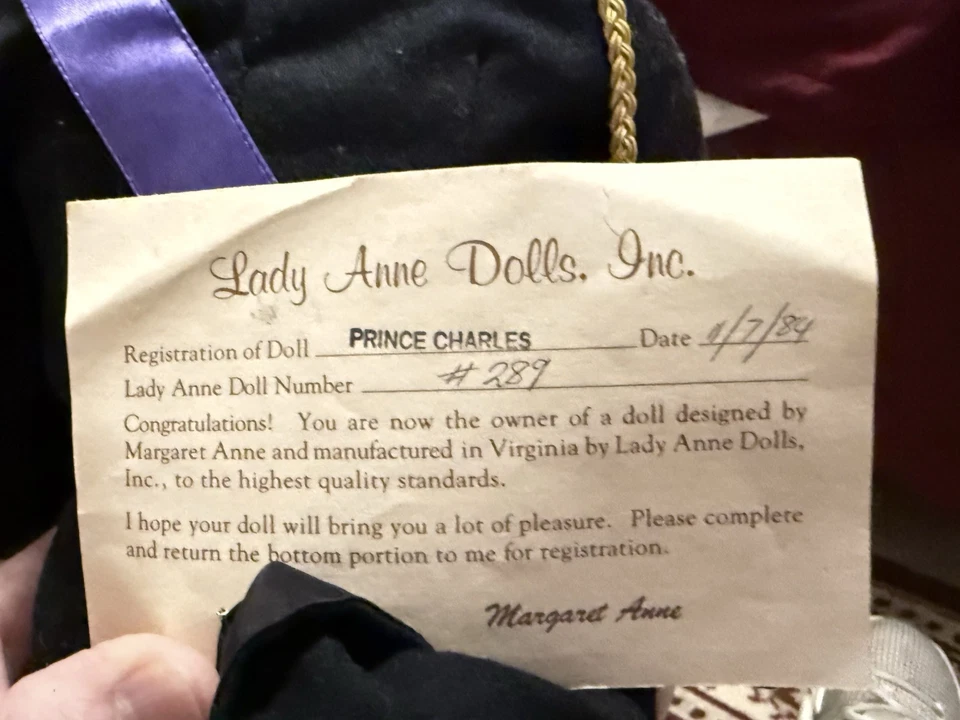 Lady Anne Dolls, Inc.
Registration of Doll PRINCE CHARLES Date 1/7/84
Lady Anne Doll Number #289
Congratulations! You are now the owner of a doll designed by
Margaret Anne and manufactured in Virginia by Lady Anne Dolls,
Inc., to the highest quality standards.
I hope your doll will bring you a lot of pleasure. Please complete
and return the bottom portion to me for registration.
Margaret Anne